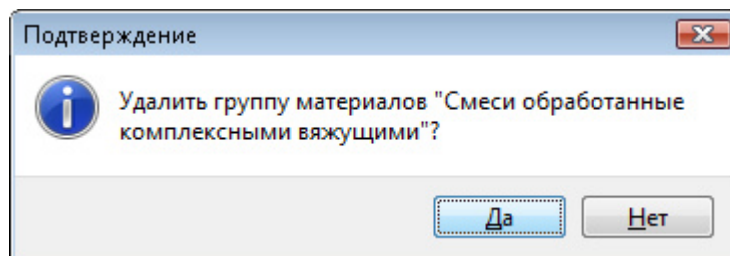 Подтверждение
Удалить группу материалов "Смеси обработанные
комплексными вяжущими"?
Да
Нет